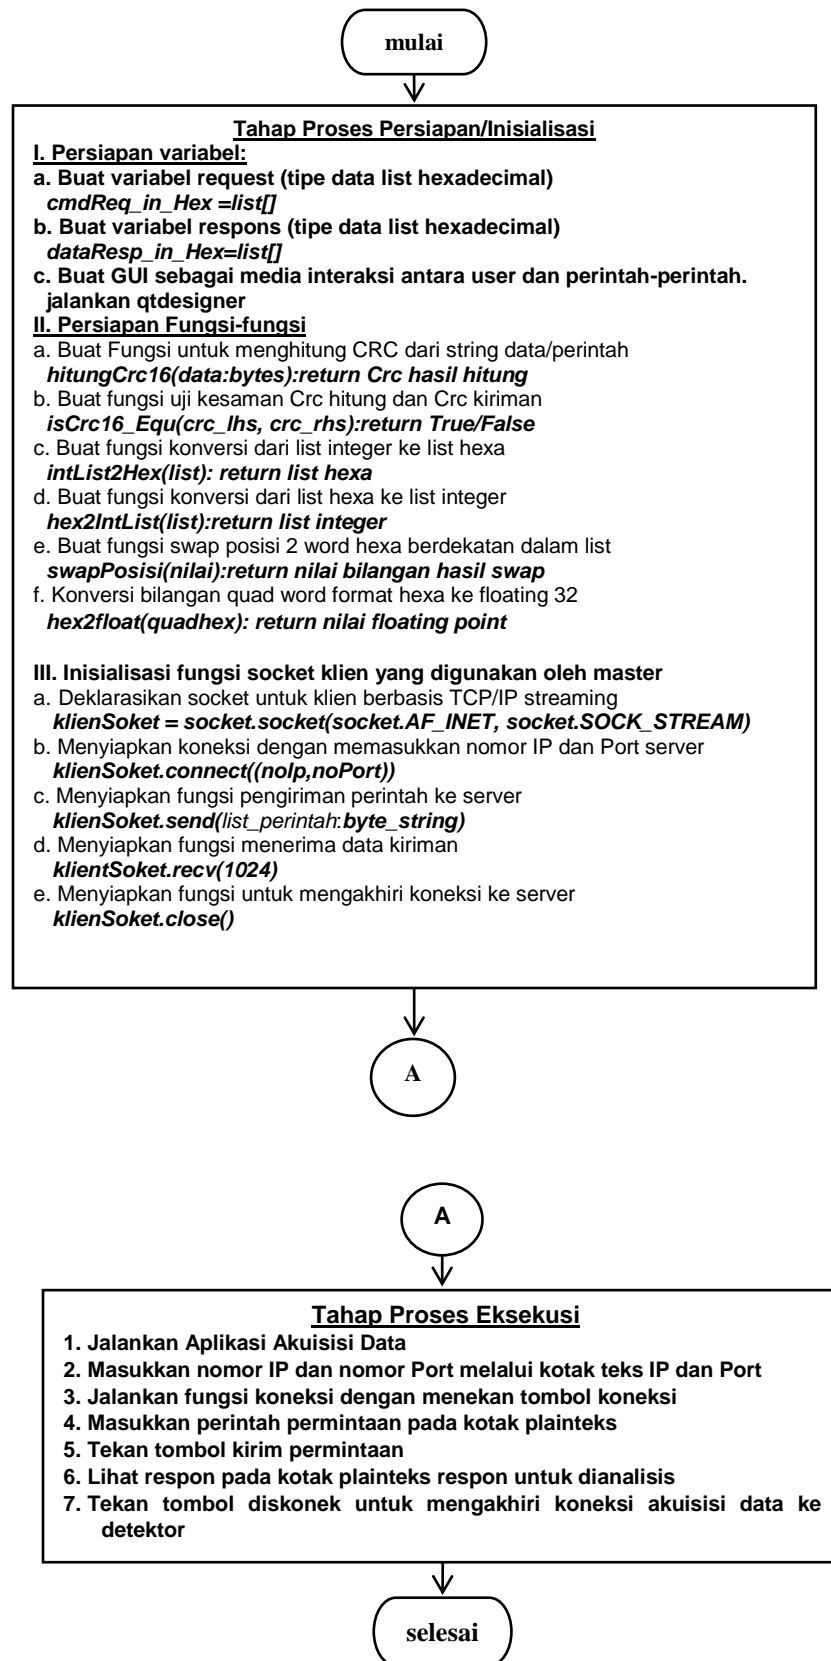 mulai
Tahap Proses Persiapan/Inisialisasi
I. Persiapan variabel:
a. Buat variabel request (tipe data list hexadecimal)
cmdReq_in_Hex =list[]
b. Buat variabel respons (tipe data list hexadecimal)
dataResp_in_Hex=list[]
c. Buat GUI sebagai media interaksi antara user dan perintah-perintah.
jalankan qtdesigner
II. Persiapan Fungsi-fungsi
a. Buat Fungsi untuk menghitung CRC dari string data/perintah
hitungCrc16(data:bytes):return Crc hasil hitung
b. Buat fungsi uji kesaman Crc hitung dan Crc kiriman
isCrc16_Equ(crc_lhs, crc_rhs):return True/False
c. Buat fungsi konversi dari list integer ke list hexa
intList2Hex(list): return list hexa
d. Buat fungsi konversi dari list hexa ke list integer
hex2IntList(list):return list integer
e. Buat fungsi swap posisi 2 word hexa berdekatan dalam list
swapPosisi(nilai):return nilai bilangan hasil swap
f. Konversi bilangan quad word format hexa ke floating 32
hex2float(quadhex): return nilai floating point
III. Inisialisasi fungsi socket klien yang digunakan oleh master
a. Deklarasikan socket untuk klien berbasis TCP/IP streaming
klienSoket = socket.socket(socket.AF_INET, socket.SOCK_STREAM)
b. Menyiapkan koneksi dengan memasukkan nomor IP dan Port server
klienSoket.connect((noIp,noPort))
c. Menyiapkan fungsi pengiriman perintah ke server
klienSoket.send(list_perintah:byte_string)
d. Menyiapkan fungsi menerima data kiriman
klientSoket.recv(1024)
e. Menyiapkan fungsi untuk mengakhiri koneksi ke server
klienSoket.close()
A
A
Tahap Proses Eksekusi
1. Jalankan Aplikasi Akuisisi Data
2. Masukkan nomor IP dan nomor Port melalui kotak teks IP dan Port
3. Jalankan fungsi koneksi dengan menekan tombol koneksi
4. Masukkan perintah permintaan pada kotak plainteks
5. Tekan tombol kirim permintaan
6. Lihat respon pada kotak plainteks respon untuk dianalisis
7. Tekan tombol diskonek untuk mengakhiri koneksi akuisisi data ke
detektor
selesai